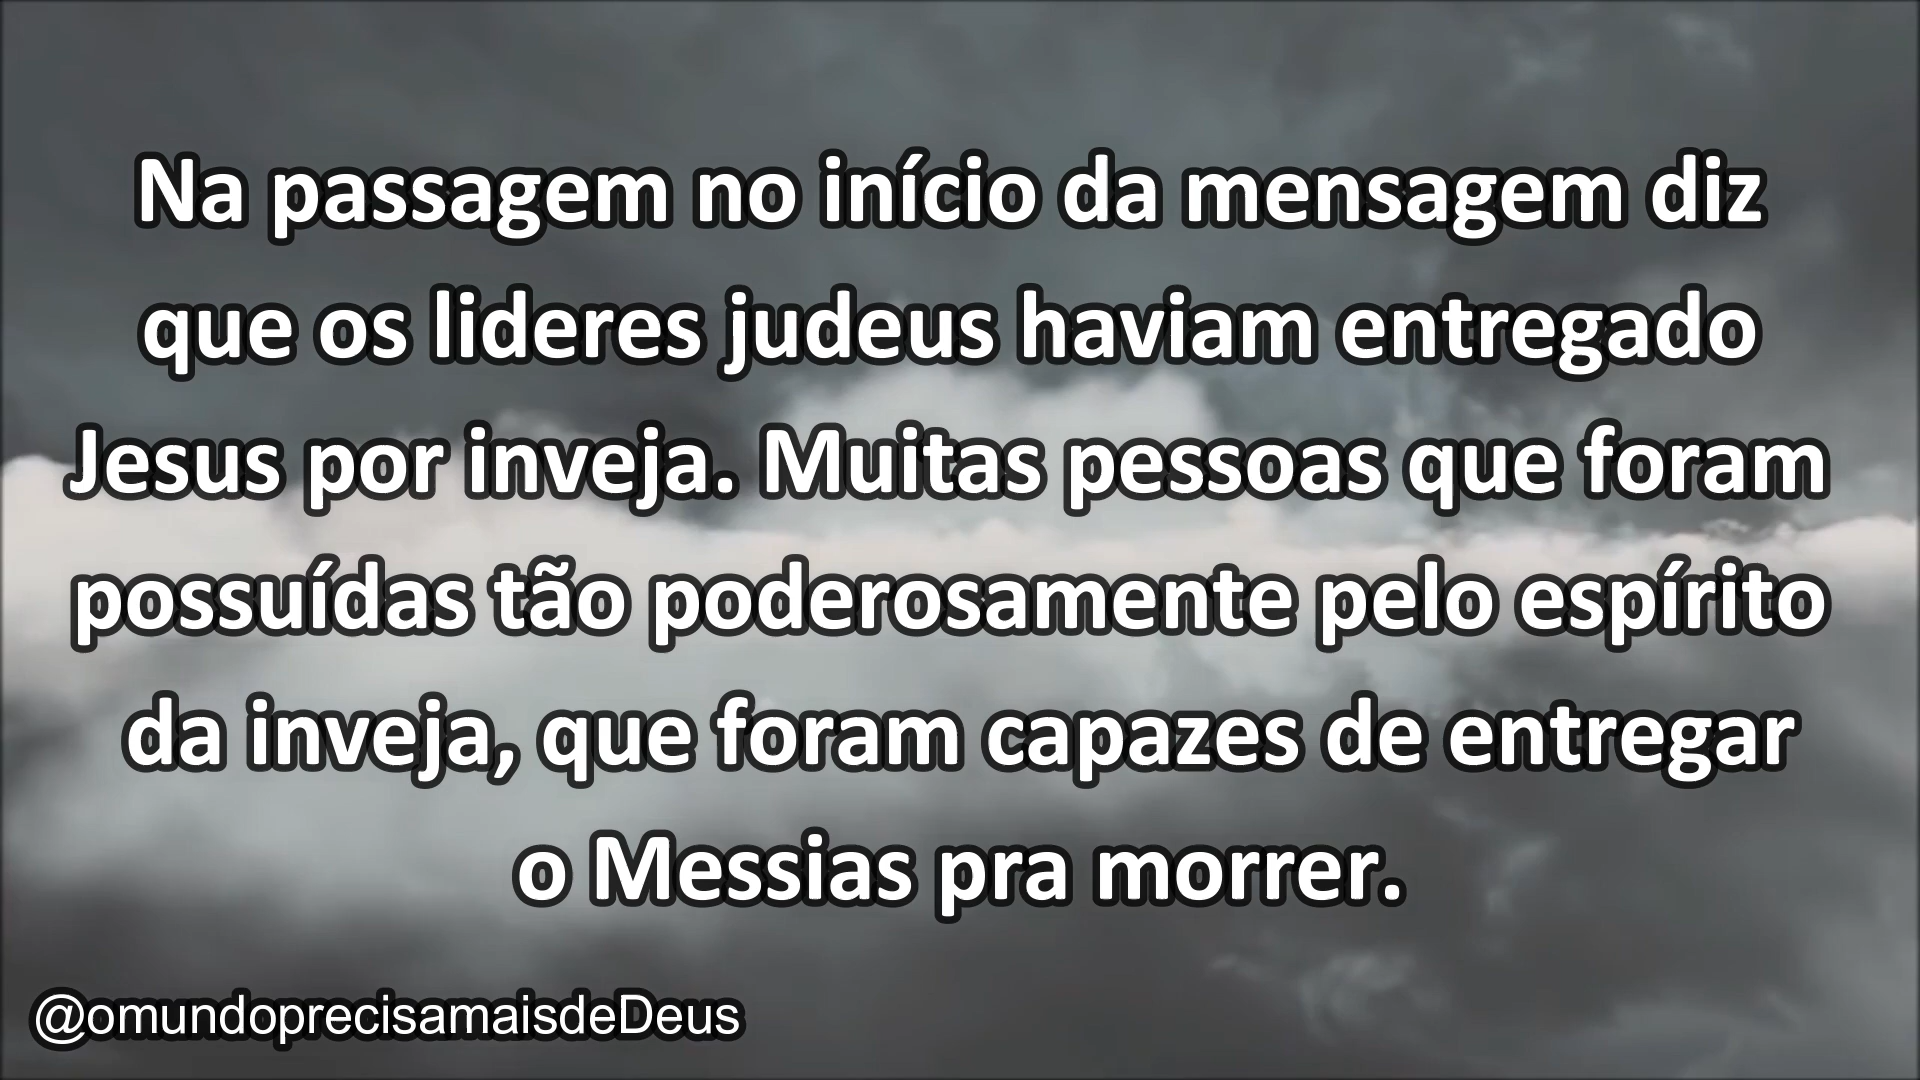 Na passagem no início da mensagem diz
que os lideres judeus haviam entregado
Jesus por inveja. Muitas pessoas que foram
possuídas tão poderosamente pelo espírito
da inveja, que foram capazes de entregar
o Messias pra morrer.
@omundoprecisamaisdeDeus